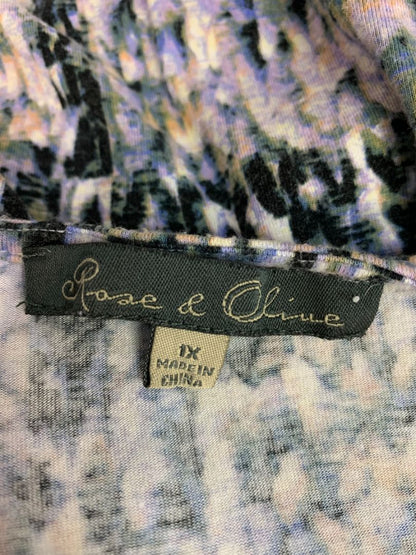 Rose & Olive
1X
MADE IN
CHINA